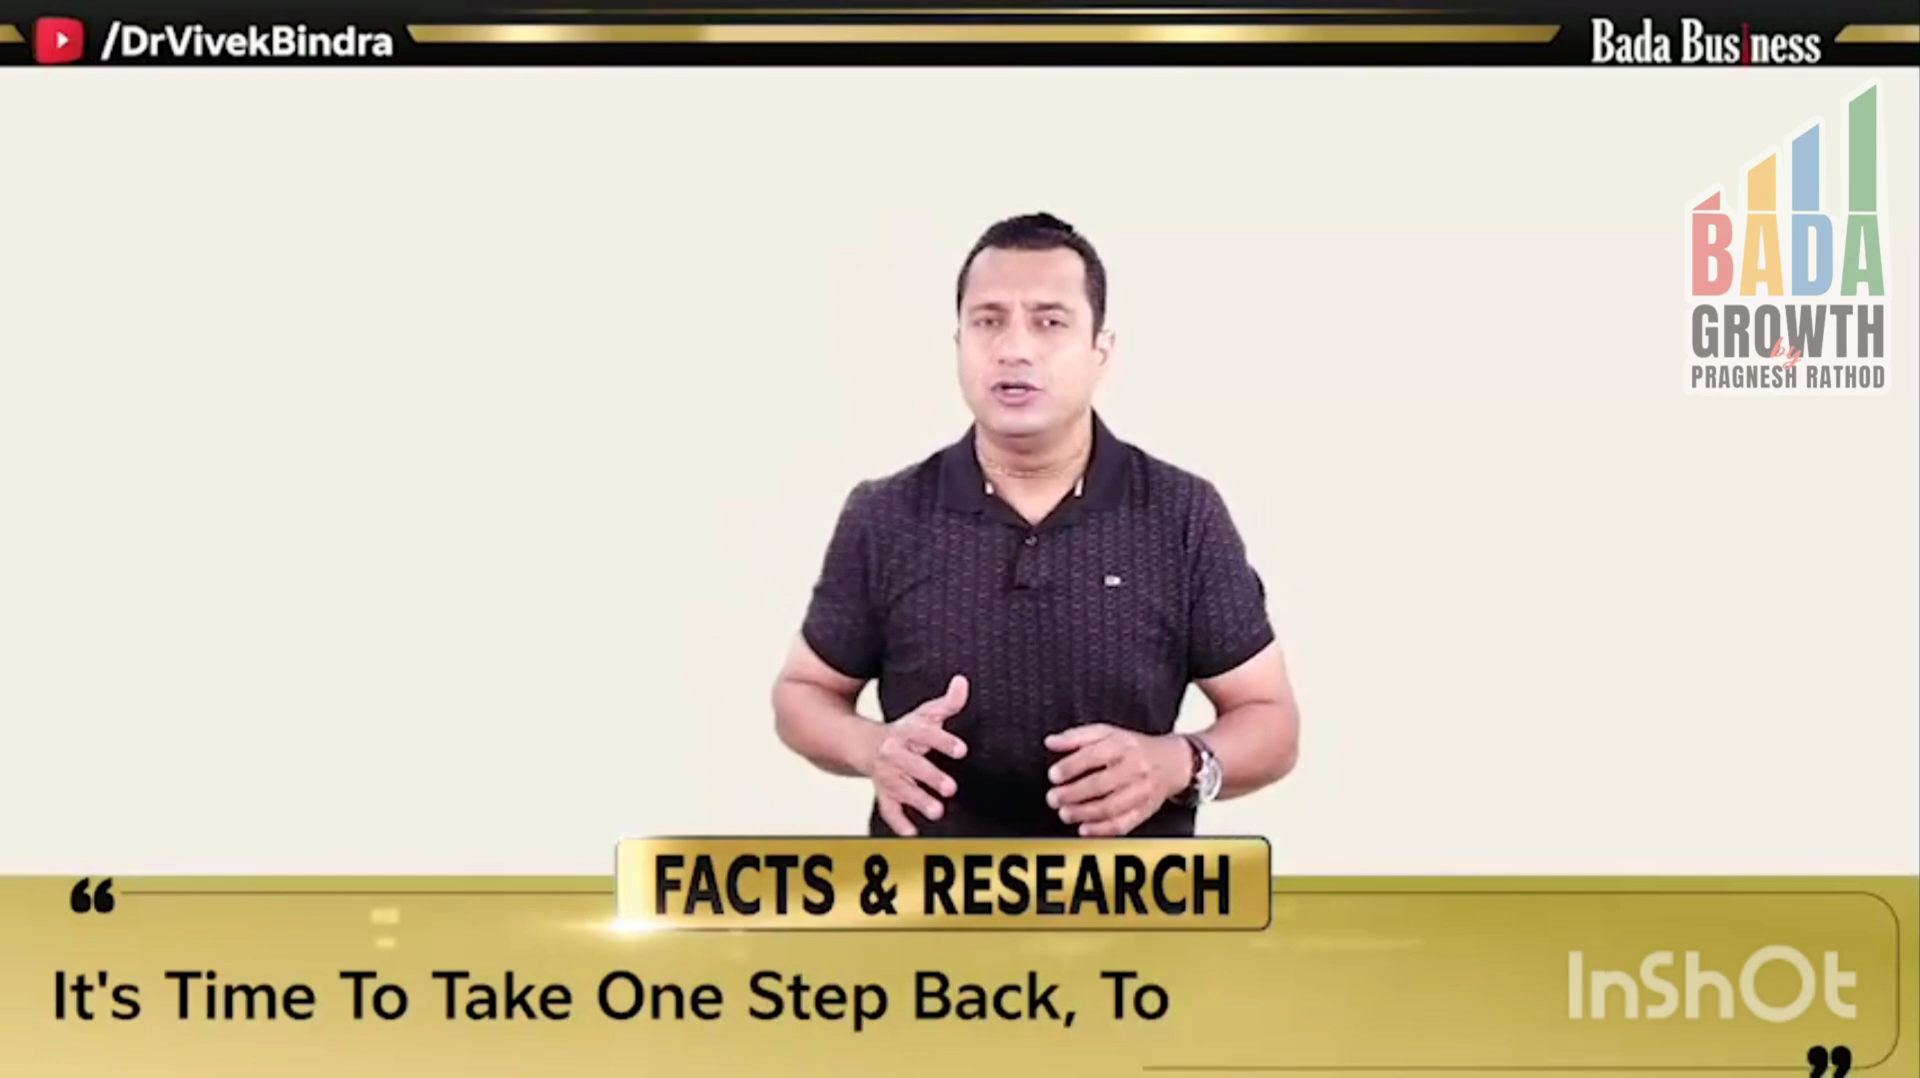 /DrVivekBindra
Bada Business
BADA
GROWTH
by
PRAGNESH RATHOD
FACTS & RESEARCH
“
It's Time To Take One Step Back, To
InShOt
”